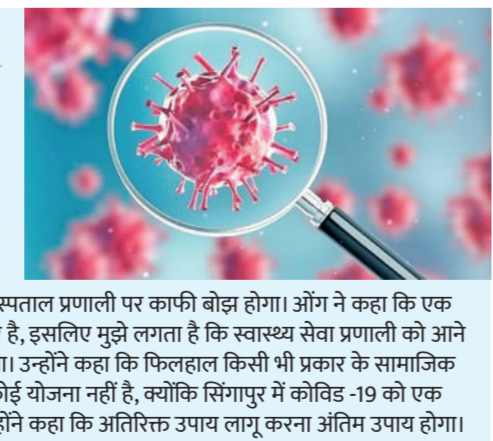 स्पताल प्रणाली पर काफी बोझ होगा। ओंग ने कहा कि एक
है, इसलिए मुझे लगता है कि स्वास्थ्य सेवा प्रणाली को आने
उन्होंने कहा कि फिलहाल किसी भी प्रकार के सामाजिक
कोई योजना नहीं है, क्योंकि सिंगापुर में कोविड -19 को एक
कहा कि अतिरिक्त उपाय लागू करना अंतिम उपाय होगा।